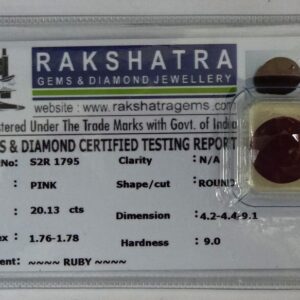 RAKSHATRA
GEMS & DIAMOND JEWELLERY
website : www.rakshatragems.com
tered Under The Trade Marks with Govt. of India
S & DIAMOND CERTIFIED TESTING REPORT
No : S2R 1795 Clarity : N/A
: PINK Shape/cut : ROUND
: 20.13 cts Dimension : 4.2-4.4-9.1
ex : 1.76-1.78 Hardness : 9.0
ent: ~~~~ RUBY ~~~~